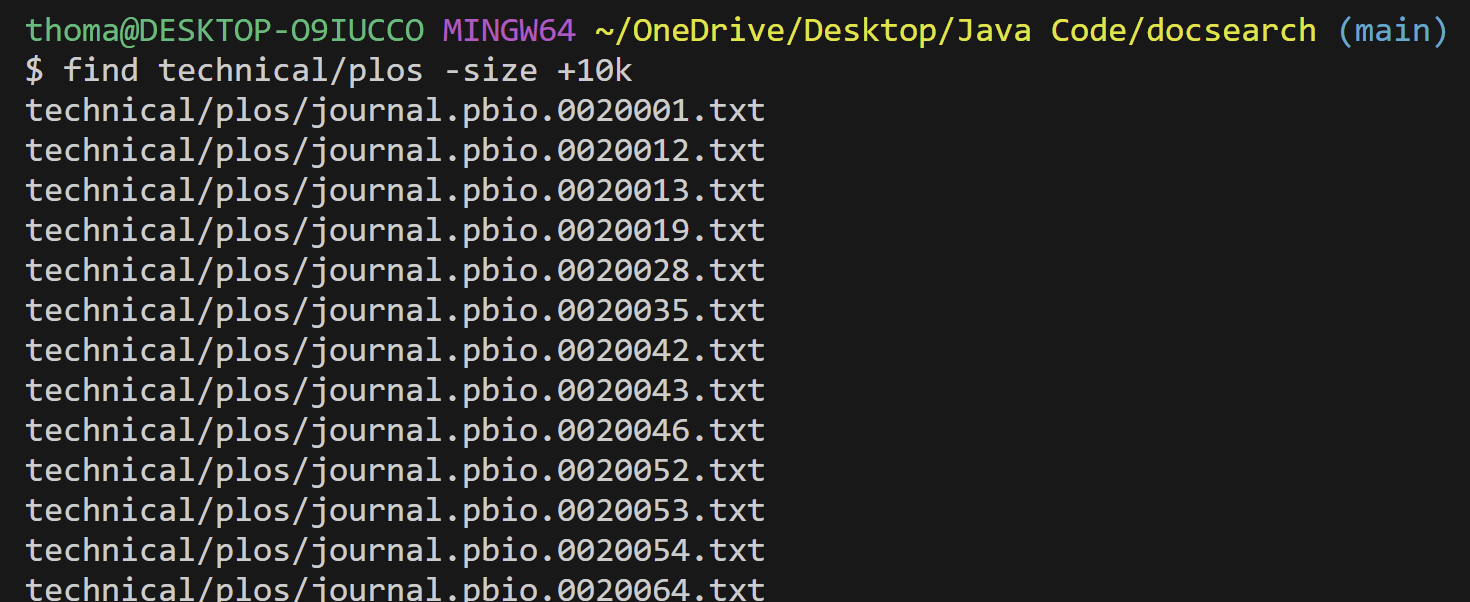 thoma@DESKTOP-O9IUCCO MINGW64 ~/OneDrive/Desktop/Java Code/docsearch (main)
$ find technical/plos -size +10k
technical/plos/journal.pbio.0020001.txt
technical/plos/journal.pbio.0020012.txt
technical/plos/journal.pbio.0020013.txt
technical/plos/journal.pbio.0020019.txt
technical/plos/journal.pbio.0020028.txt
technical/plos/journal.pbio.0020035.txt
technical/plos/journal.pbio.0020042.txt
technical/plos/journal.pbio.0020043.txt
technical/plos/journal.pbio.0020046.txt
technical/plos/journal.pbio.0020052.txt
technical/plos/journal.pbio.0020053.txt
technical/plos/journal.pbio.0020054.txt
technical/plos/journal.pbio.0020064.txt